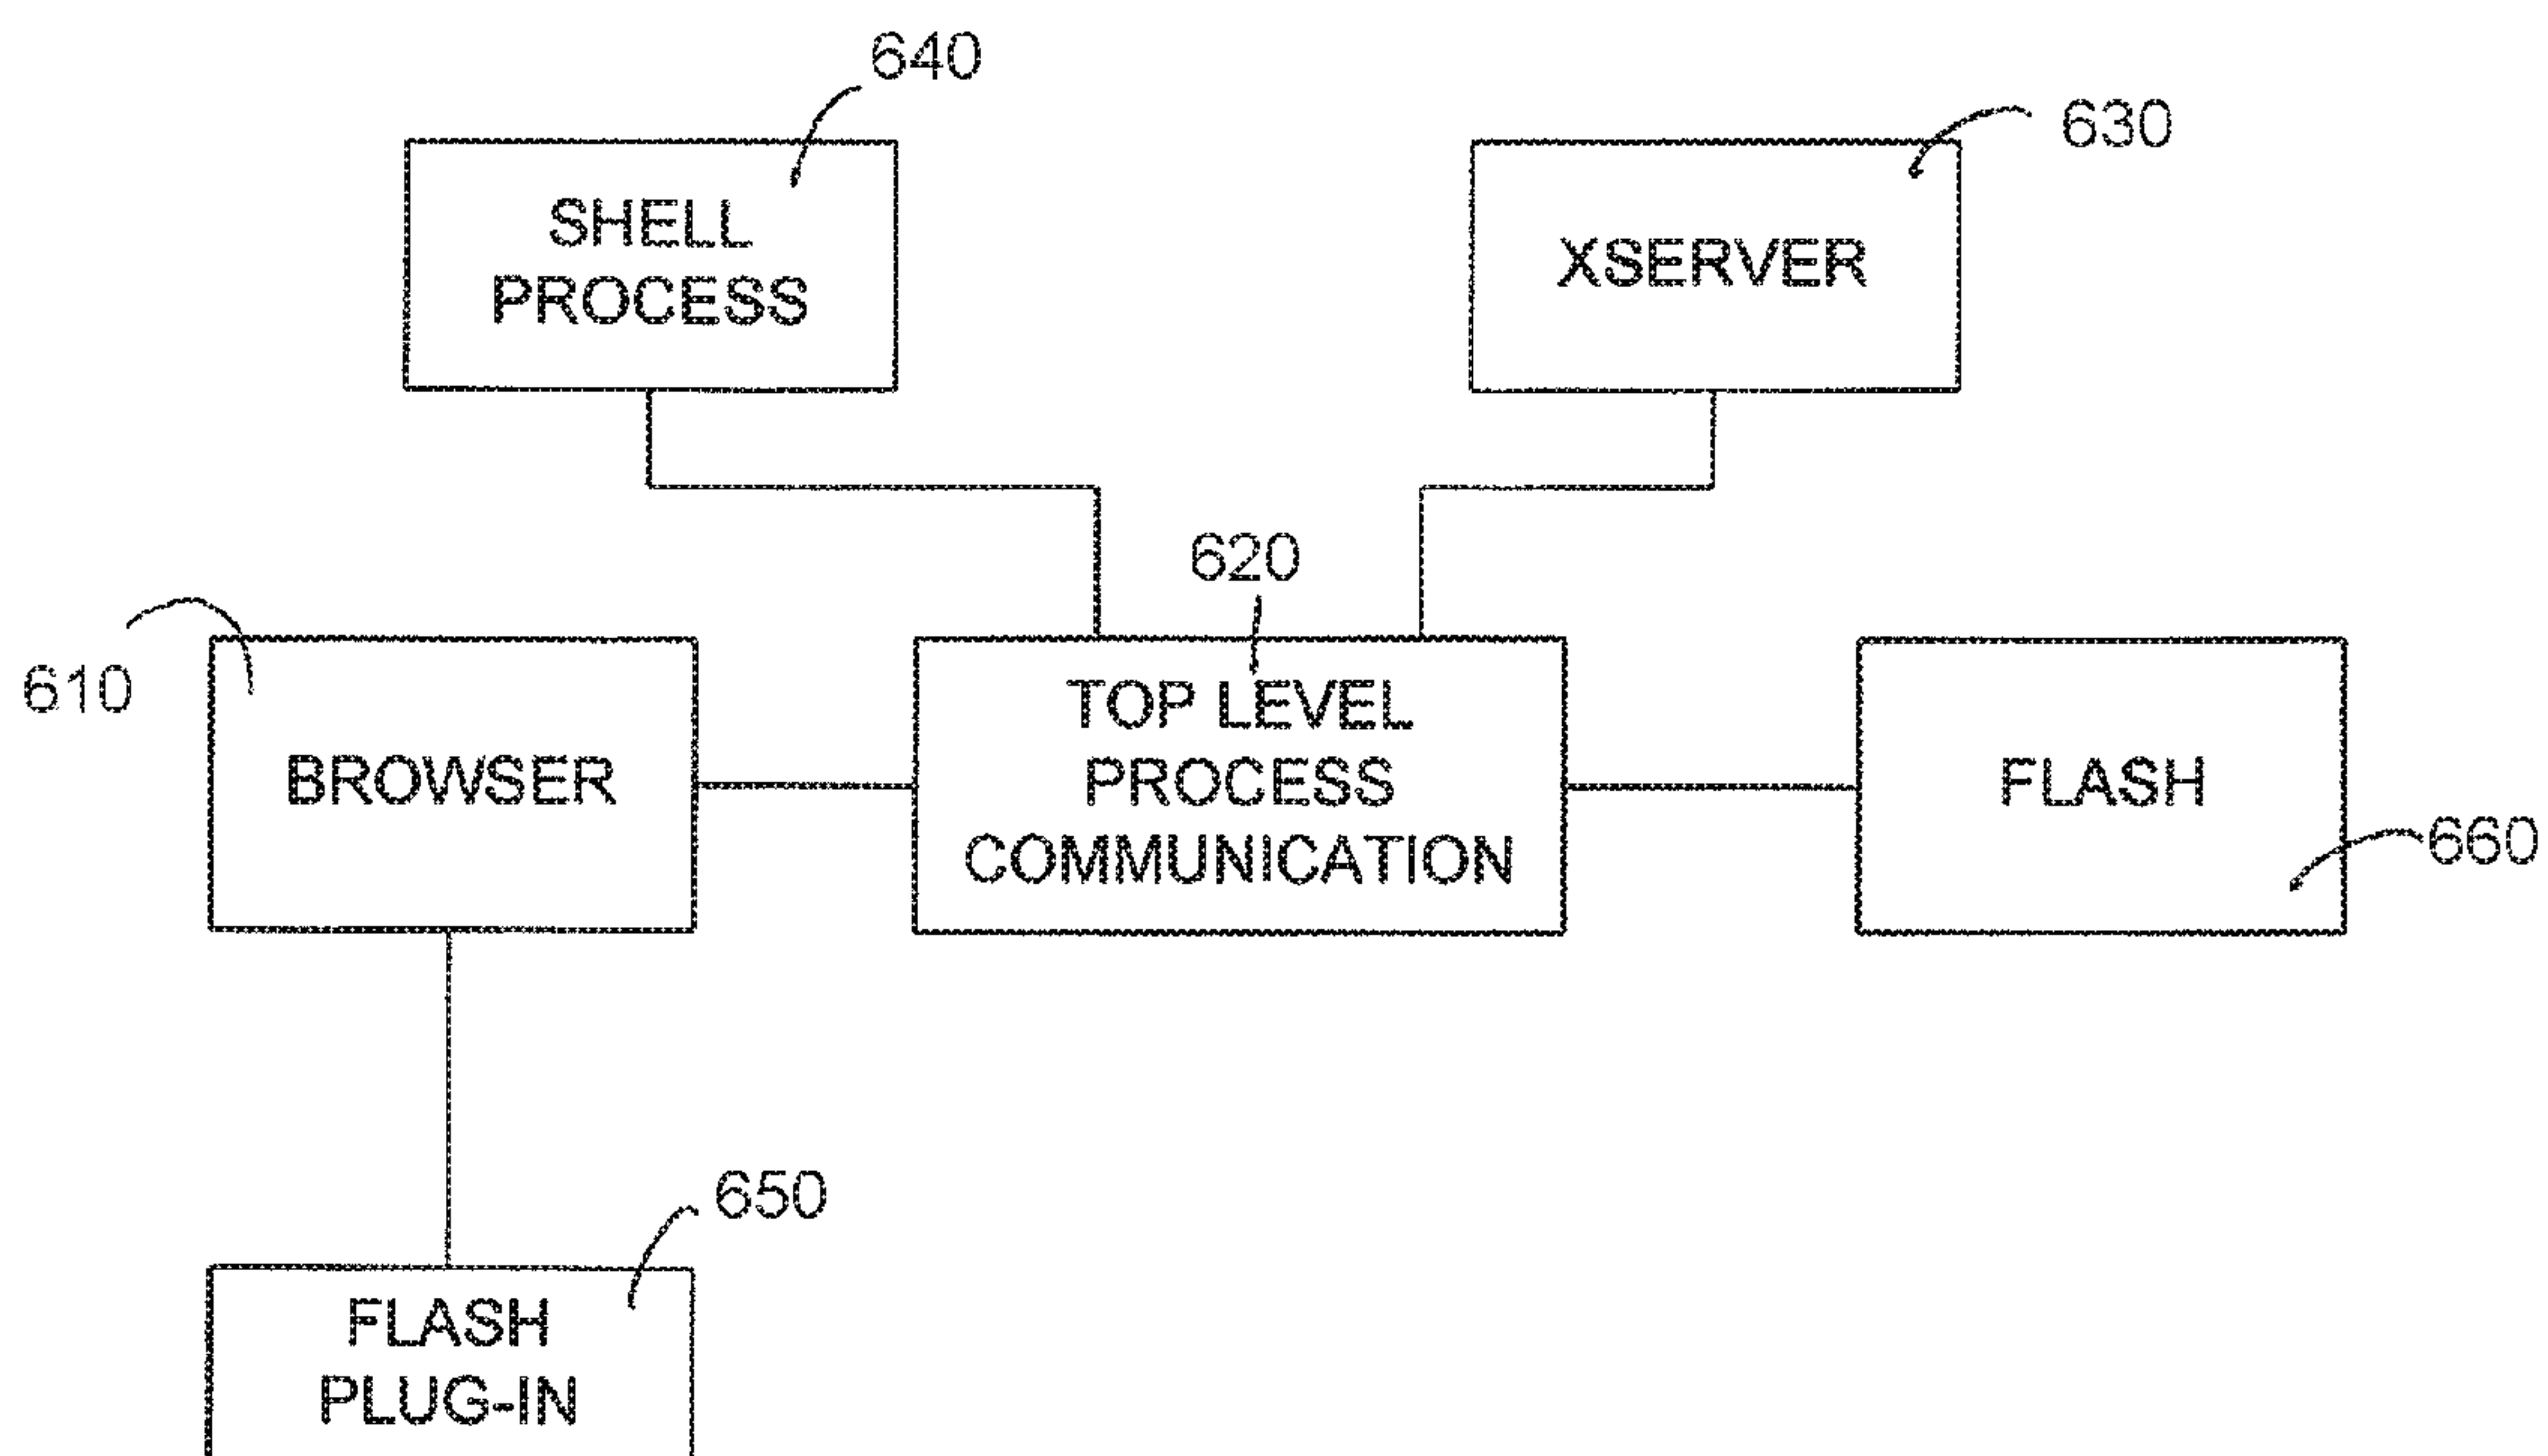 640
630
SHELL
PROCESS
XSERVER
620
610
TOP LEVEL
PROCESS
COMMUNICATION
BROWSER
FLASH
660
650
FLASH
PLUG-IN